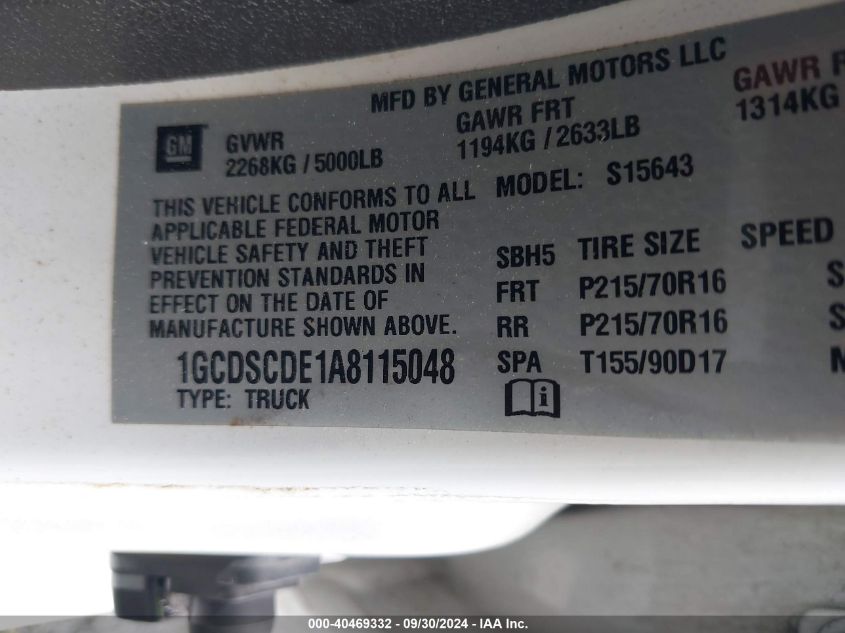 MFD BY GENERAL MOTORS LLC
GM
GVWR GAWR FRT GAWR
2268KG / 5000LB 1194KG / 2633LB 1314KG
THIS VEHICLE CONFORMS TO ALL MODEL: S15643
APPLICABLE FEDERAL MOTOR
VEHICLE SAFETY AND THEFT SBH5 TIRE SIZE SPEED
PREVENTION STANDARDS IN FRT P215/70R16 S
EFFECT ON THE DATE OF
MANUFACTURE SHOWN ABOVE. RR P215/70R16 S
1GCDSCDE1A8115048 SPA T155/90D17
TYPE: TRUCK
000-40469332 - 09/30/2024 - IAA Inc.